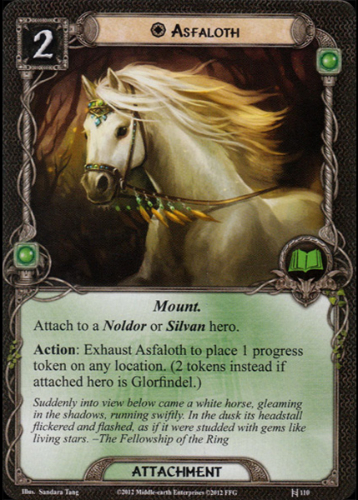 2
ASFALOTH
Mount.
Attach to a Noldor or Silvan hero.
Action: Exhaust Asfaloth to place 1 progress
token on any location. (2 tokens instead if
attached hero is Glorfindel.)
Suddenly into view below came a white horse, gleaming
in the shadows, running swiftly. In the dusk its headstall
flickered and flashed, as if it were studded with gems like
living stars. –The Fellowship of the Ring
ATTACHMENT
Illus. Sandara Tang
©2012 Middle-earth Enterprises ©2012 FFG
110